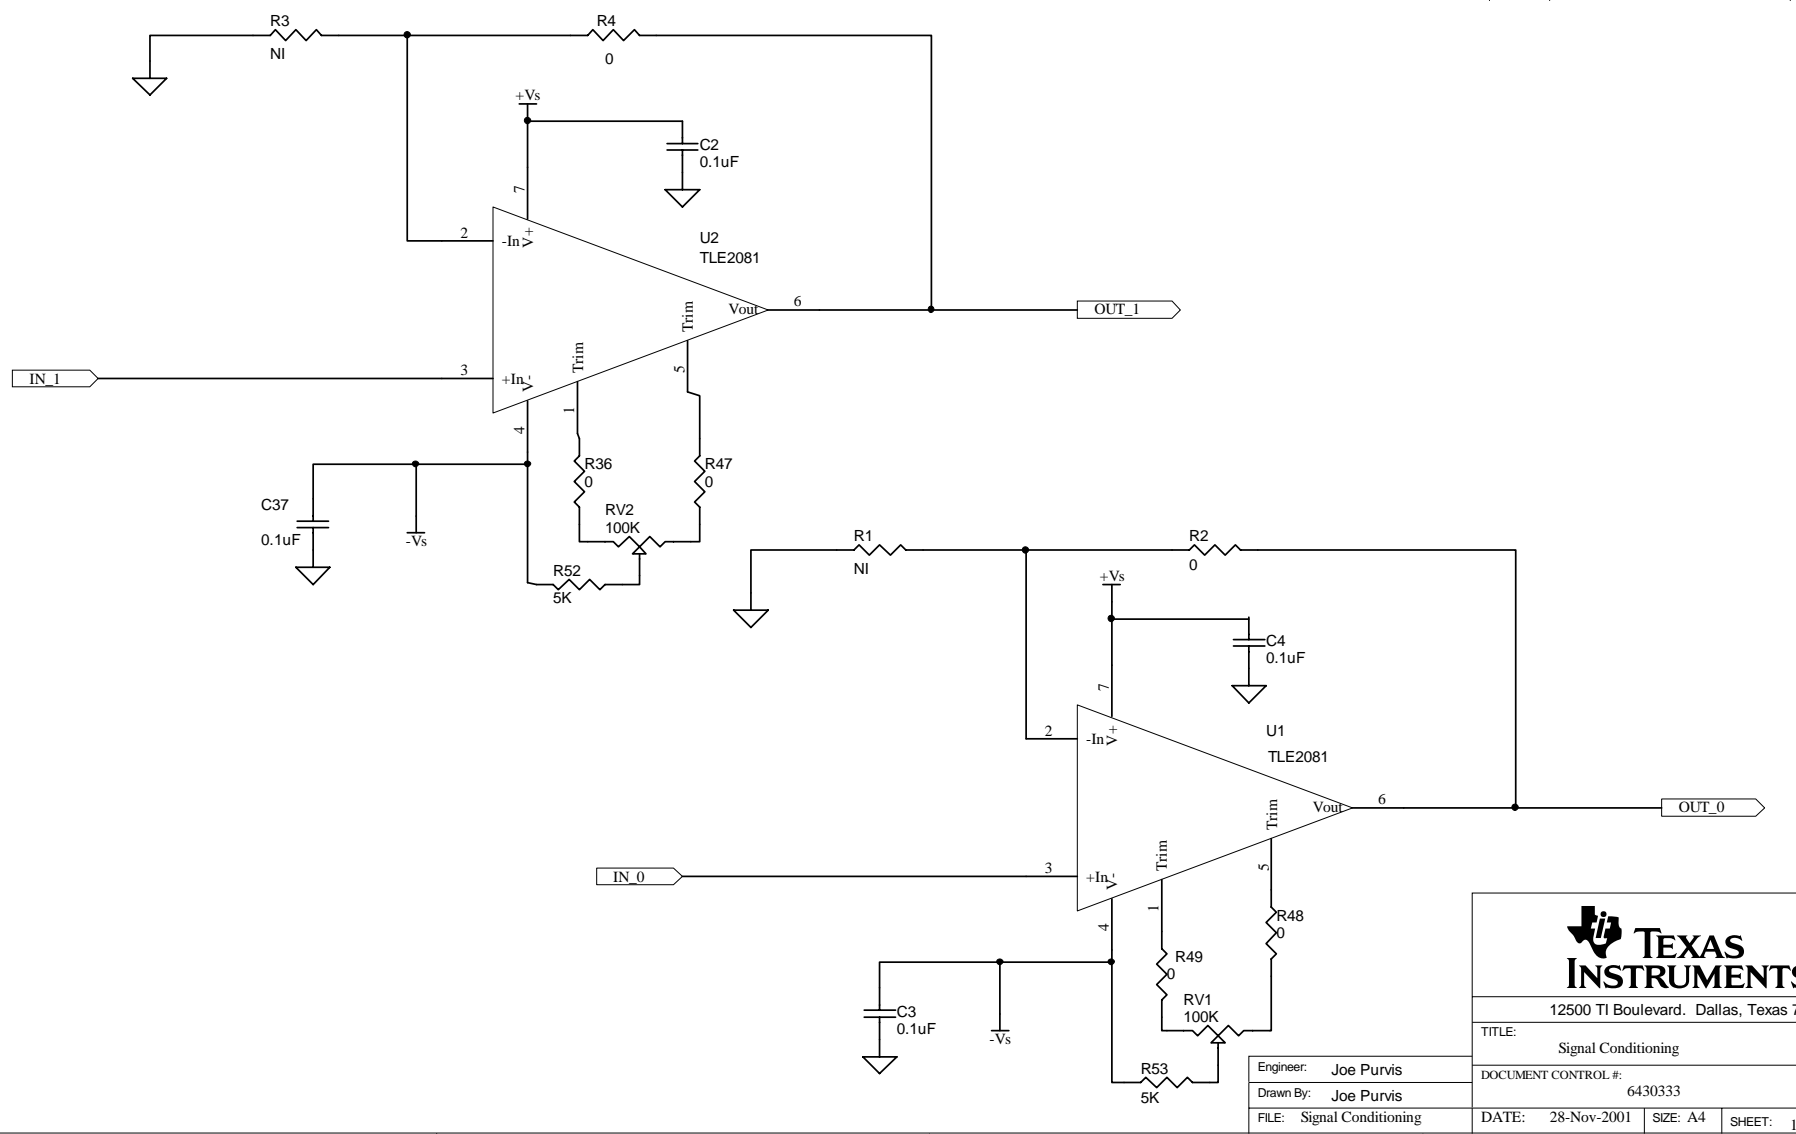 R3
NI
R4
0
+Vs
C2
0.1uF
7
2
-In
V+
U2
TLE2081
Trim
Vout
6
OUT_1
IN_1
3
+In
V-
Trim
5
1
4
R36
0
R47
0
C37
0.1uF
-Vs
RV2
100K
R52
5K
R1
NI
R2
0
+Vs
C4
0.1uF
7
2
-In
V+
U1
TLE2081
Trim
Vout
6
OUT_0
IN_0
3
+In
V-
Trim
5
1
4
R48
0
R49
0
C3
0.1uF
-Vs
RV1
100K
R53
5K
TEXAS
INSTRUMENTS
12500 TI Boulevard. Dallas, Texas 7
TITLE:
Signal Conditioning
Engineer: Joe Purvis
DOCUMENT CONTROL #:
6430333
Drawn By: Joe Purvis
FILE: Signal Conditioning
DATE: 28-Nov-2001
SIZE: A4
SHEET: 1